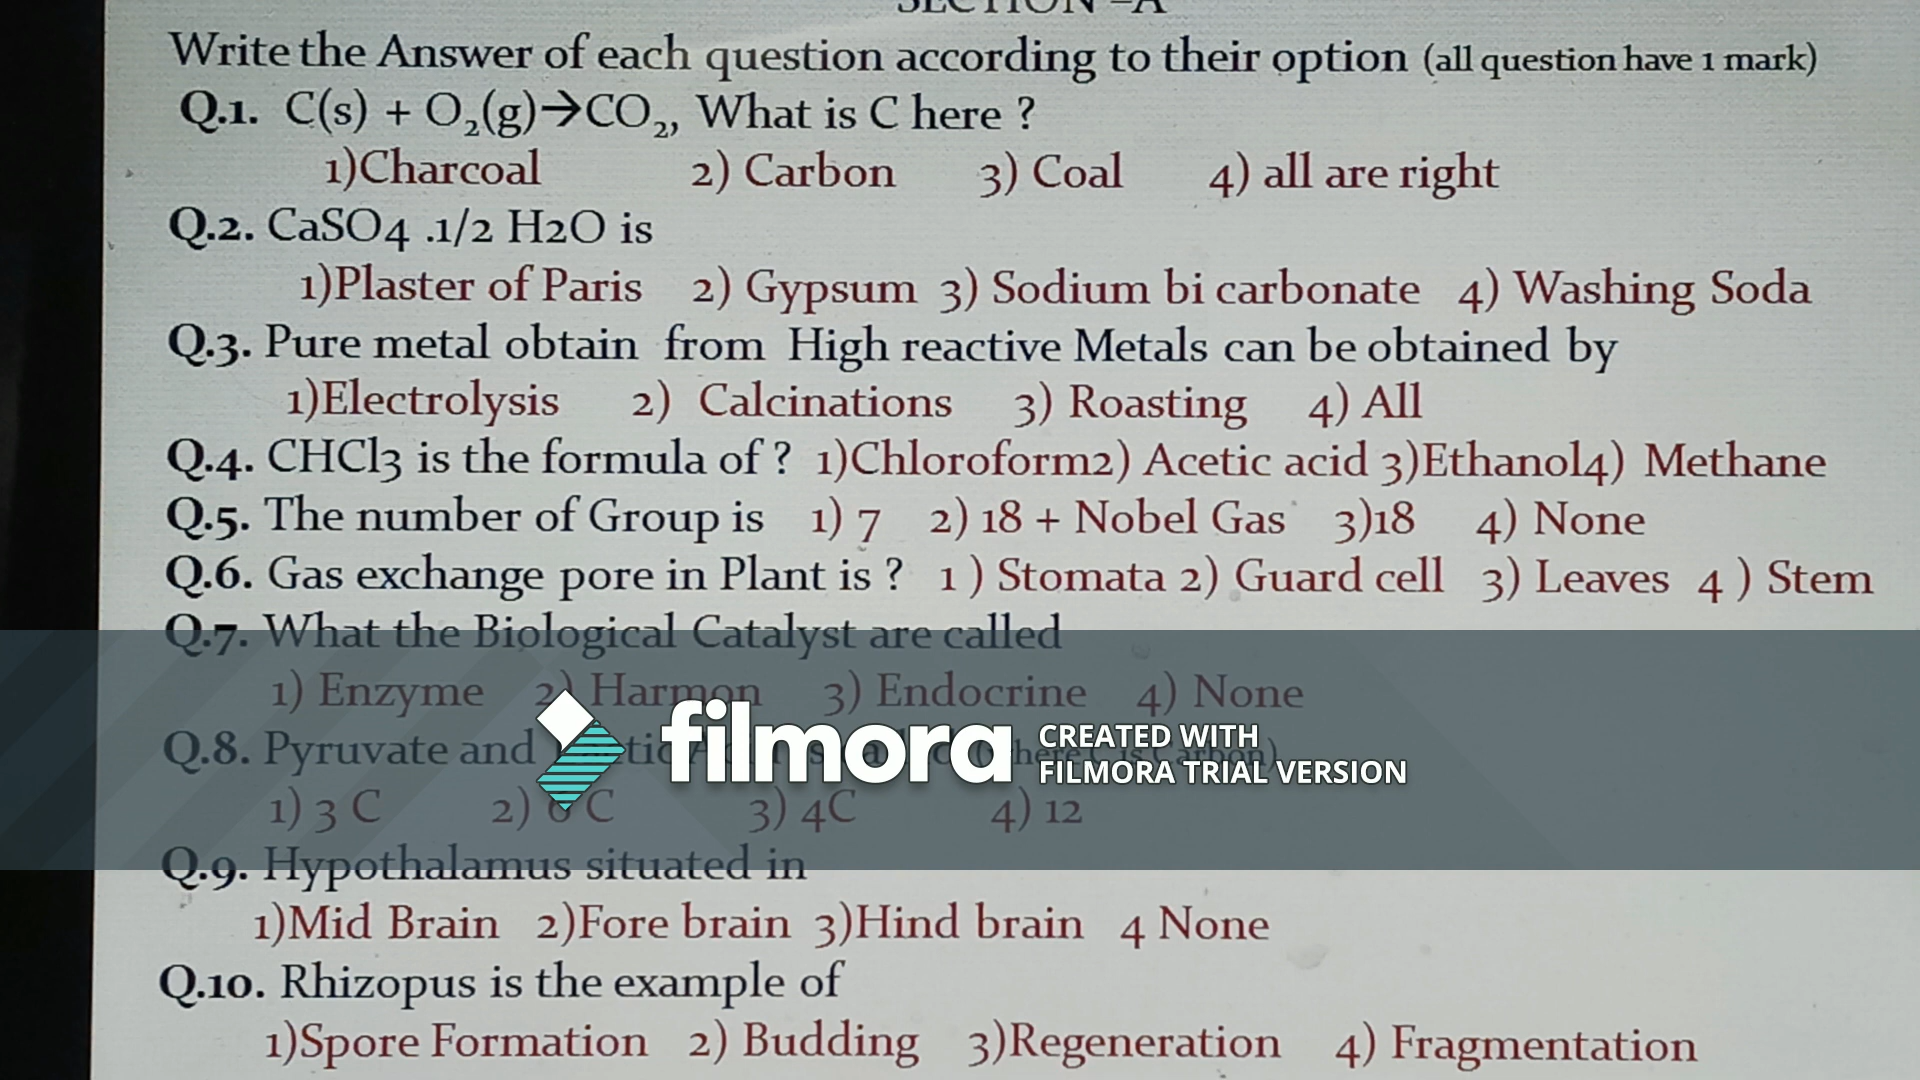 Write the Answer of each question according to their option (all question have 1 mark)
Q.1. C(s) + O₂(g)→CO₂, What is C here ?
1)Charcoal 2) Carbon 3) Coal 4) all are right
Q.2. CaSO4 .1/2 H2O is
1)Plaster of Paris 2) Gypsum 3) Sodium bi carbonate 4) Washing Soda
Q.3. Pure metal obtain from High reactive Metals can be obtained by
1)Electrolysis 2) Calcinations 3) Roasting 4) All
Q.4. CHCl3 is the formula of ? 1)Chloroform2) Acetic acid 3)Ethanol4) Methane
Q.5. The number of Group is 1) 7 2) 18 + Nobel Gas 3)18 4) None
Q.6. Gas exchange pore in Plant is ? 1 ) Stomata 2) Guard cell 3) Leaves 4 ) Stem
Q.7. What the Biological Catalyst are called
1) Enzyme 2) Harmon 3) Endocrine 4) None
Q.8. Pyruvate and
filmora CREATED WITH
FILMORA TRIAL VERSION
1) 3 C 2) 6 C 3) 4C 4) 12
Q.9. Hypothalamus situated in
1)Mid Brain 2)Fore brain 3)Hind brain 4 None
Q.10. Rhizopus is the example of
1)Spore Formation 2) Budding 3)Regeneration 4) Fragmentation